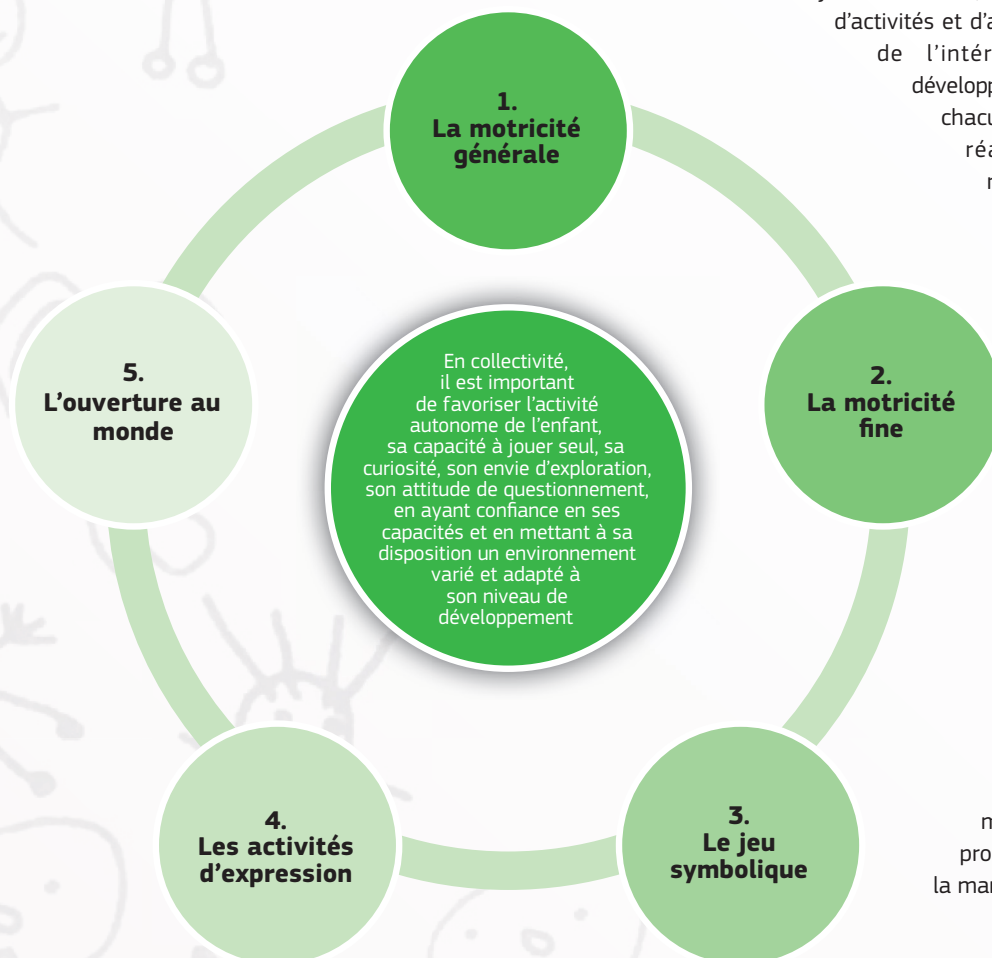 d'activités et d'a
de l'intér
développ
chacu
réa
1.
La motricité
générale
2.
La motricité
fine
3.
Le jeu
symbolique
4.
Les activités
d'expression
5.
L'ouverture au
monde
En collectivité,
il est important
de favoriser l'activité
autonome de l'enfant,
sa capacité à jouer seul, sa
curiosité, son envie d'exploration,
son attitude de questionnement,
en ayant confiance en ses
capacités et en mettant à sa
disposition un environnement
varié et adapté à
son niveau de
développement
m
pro
la mar